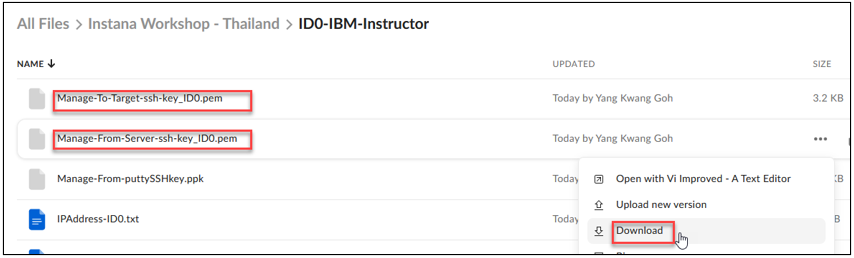 All Files > Instana Workshop - Thailand > ID0-IBM-Instructor
NAME UPDATED SIZE
Manage-To-Target-ssh-key_ID0.pem Today by Yang Kwang Goh 3.2 KB
Manage-From-Server-ssh-key_ID0.pem Today by Yang Kwang Goh
Manage-From-puttySSHkey.ppk Today Open with Vi Improved - A Text Editor KB
Upload new version
IPAddress-ID0.txt Today Download KB